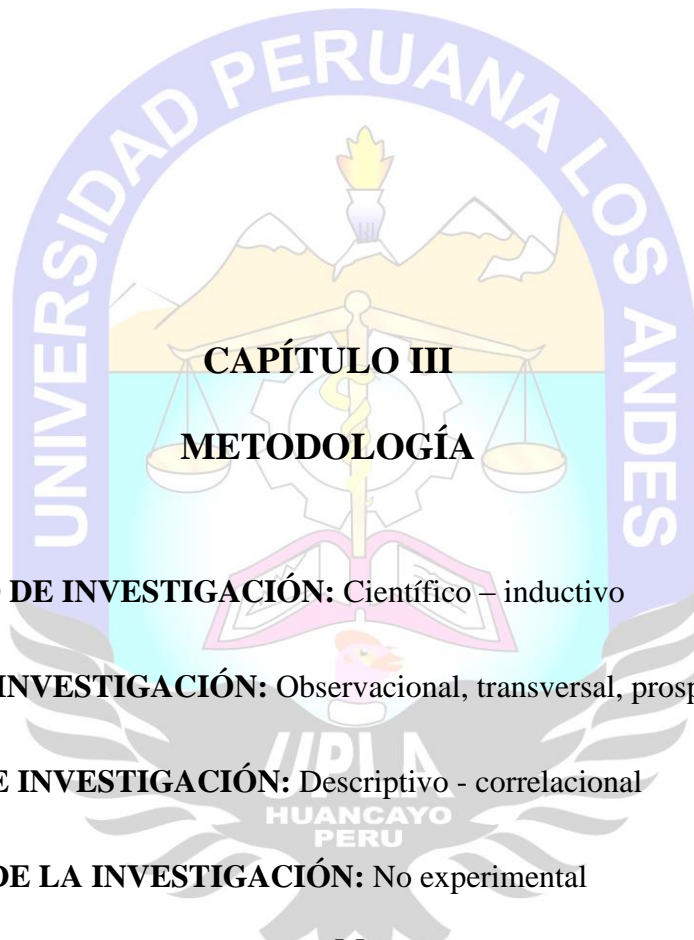 UNIVERSIDAD PERUANA LOS ANDES
CAPÍTULO III
METODOLOGÍA
DE INVESTIGACIÓN: Científico – inductivo
INVESTIGACIÓN: Observacional, transversal,
E INVESTIGACIÓN: Descriptivo - correlacional
UPLA
HUANCAYO
PERU
DE LA INVESTIGACIÓN: No experimental